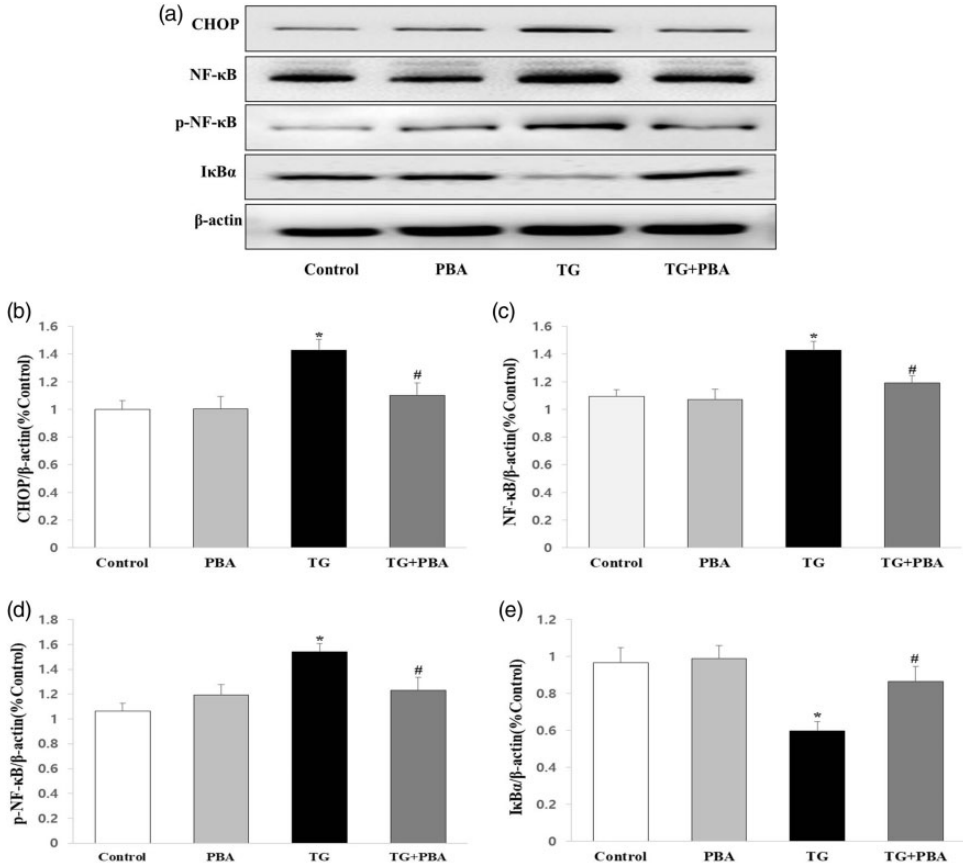 (a)
CHOP
NF-κB
p-NF-κB
IκBα
β-actin
Control PBA TG TG+PBA
(b)
CHOP/β-actin(%Control)
1.6
1.4
1.2
1
0.8
0.6
0.4
0.2
0
*
#
Control PBA TG TG+PBA
(c)
NF-κB/β-actin(%Control)
1.6
1.4
1.2
1
0.8
0.6
0.4
0.2
0
*
#
Control PBA TG TG+PBA
(d)
p-NF-κB/β-actin(%Control)
1.8
1.6
1.4
1.2
1
0.8
0.6
0.4
0.2
0
*
#
Control PBA TG TG+PBA
(e)
IκBα/β-actin(%Control)
1.2
1
0.8
0.6
0.4
0.2
0
*
#
Control PBA TG TG+PBA